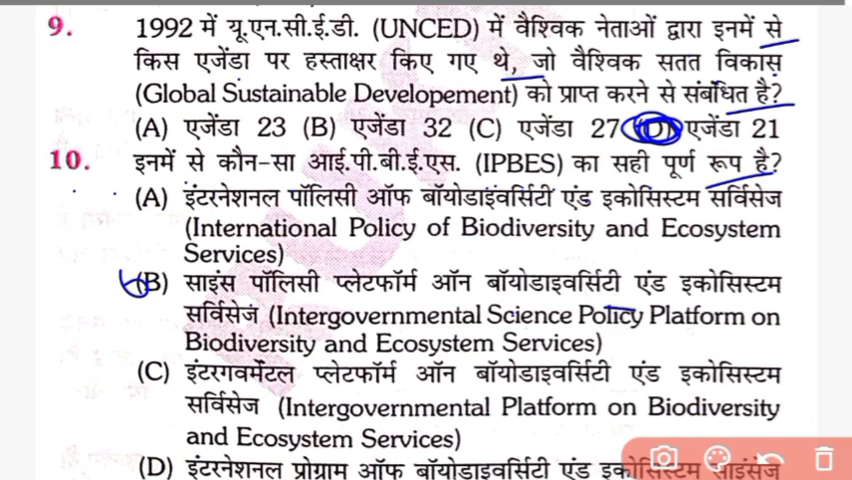 9. 1992 में यू.एन.सी.ई.डी. (UNCED) में वैश्विक नेताओं द्वारा इनमें से
किस एजेंडा पर हस्ताक्षर किए गए थे, जो वैश्विक सतत विकास
(Global Sustainable Developement) को प्राप्त करने से संबंधित है?
(A) एजेंडा 23 (B) एजेंडा 32 (C) एजेंडा 27 (D) एजेंडा 21
10. इनमें से कौन-सा आई.पी.बी.ई.एस. (IPBES) का सही पूर्ण रूप है?
(A) इंटरनेशनल पॉलिसी ऑफ बॉयोडाइवर्सिटी एंड इकोसिस्टम सर्विसेज
(International Policy of Biodiversity and Ecosystem
Services)
(B) साइंस पॉलिसी प्लेटफॉर्म ऑन बॉयोडाइवर्सिटी एंड इकोसिस्टम
सर्विसेज (Intergovernmental Science Policy Platform on
Biodiversity and Ecosystem Services)
(C) इंटरगवर्मेंटल प्लेटफॉर्म ऑन बॉयोडाइवर्सिटी एंड इकोसिस्टम
सर्विसेज (Intergovernmental Platform on Biodiversity
and Ecosystem Services)
(D) इंटरनेशनल प्रोग्राम ऑफ बॉयोडाइवर्सिटी एंड इकोसिस्टम साइंसेज